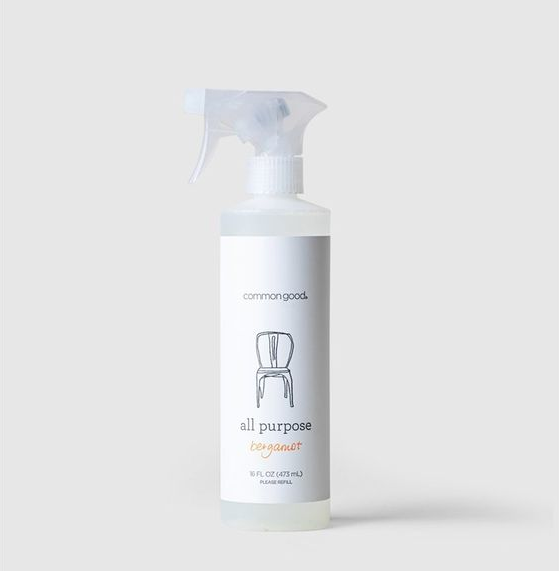 common good.
all purpose
bergamot
16 FL OZ (473 mL)
PLEASE REFILL